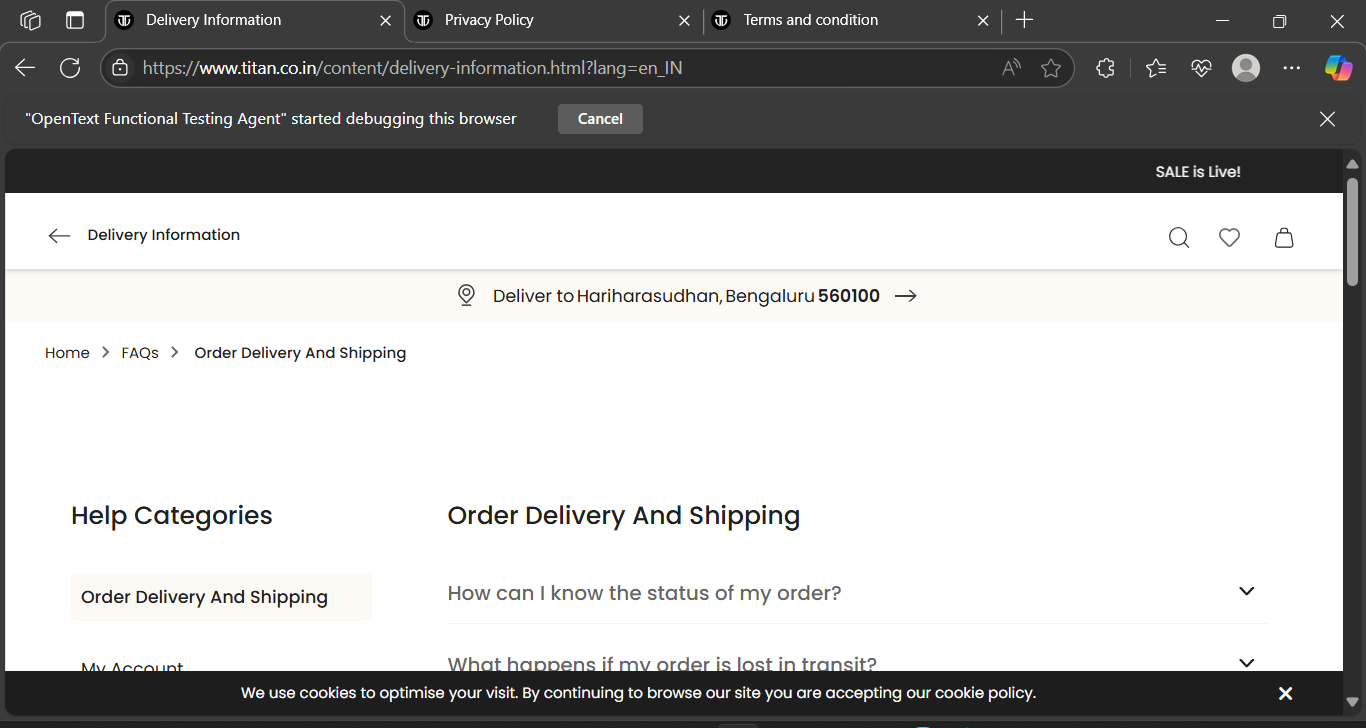 Delivery Information
Privacy Policy
Terms and condition
https://www.titan.co.in/content/delivery-information.html?lang=en_IN
"OpenText Functional Testing Agent" started debugging this browser
Cancel
SALE is Live!
Delivery Information
Deliver to Hariharasudhan, Bengaluru 560100
Home > FAQs > Order Delivery And Shipping
Help Categories
Order Delivery And Shipping
Order Delivery And Shipping
How can I know the status of my order?
My Account
What happens if my order is lost in transit?
We use cookies to optimise your visit. By continuing to browse our site you are accepting our cookie policy.